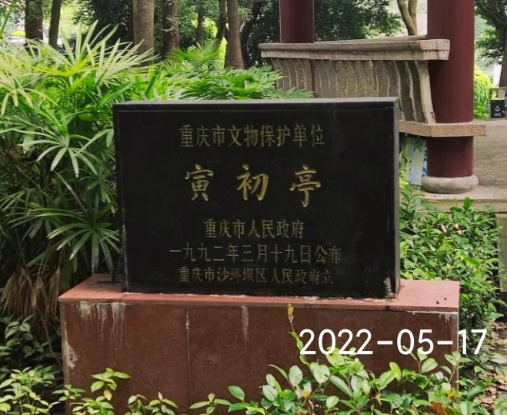 重庆市文物保护单位
寅初亭
重庆市人民政府
一九九二年三月十九日公布
重庆市沙坪坝区人民政府立
2022-05-17